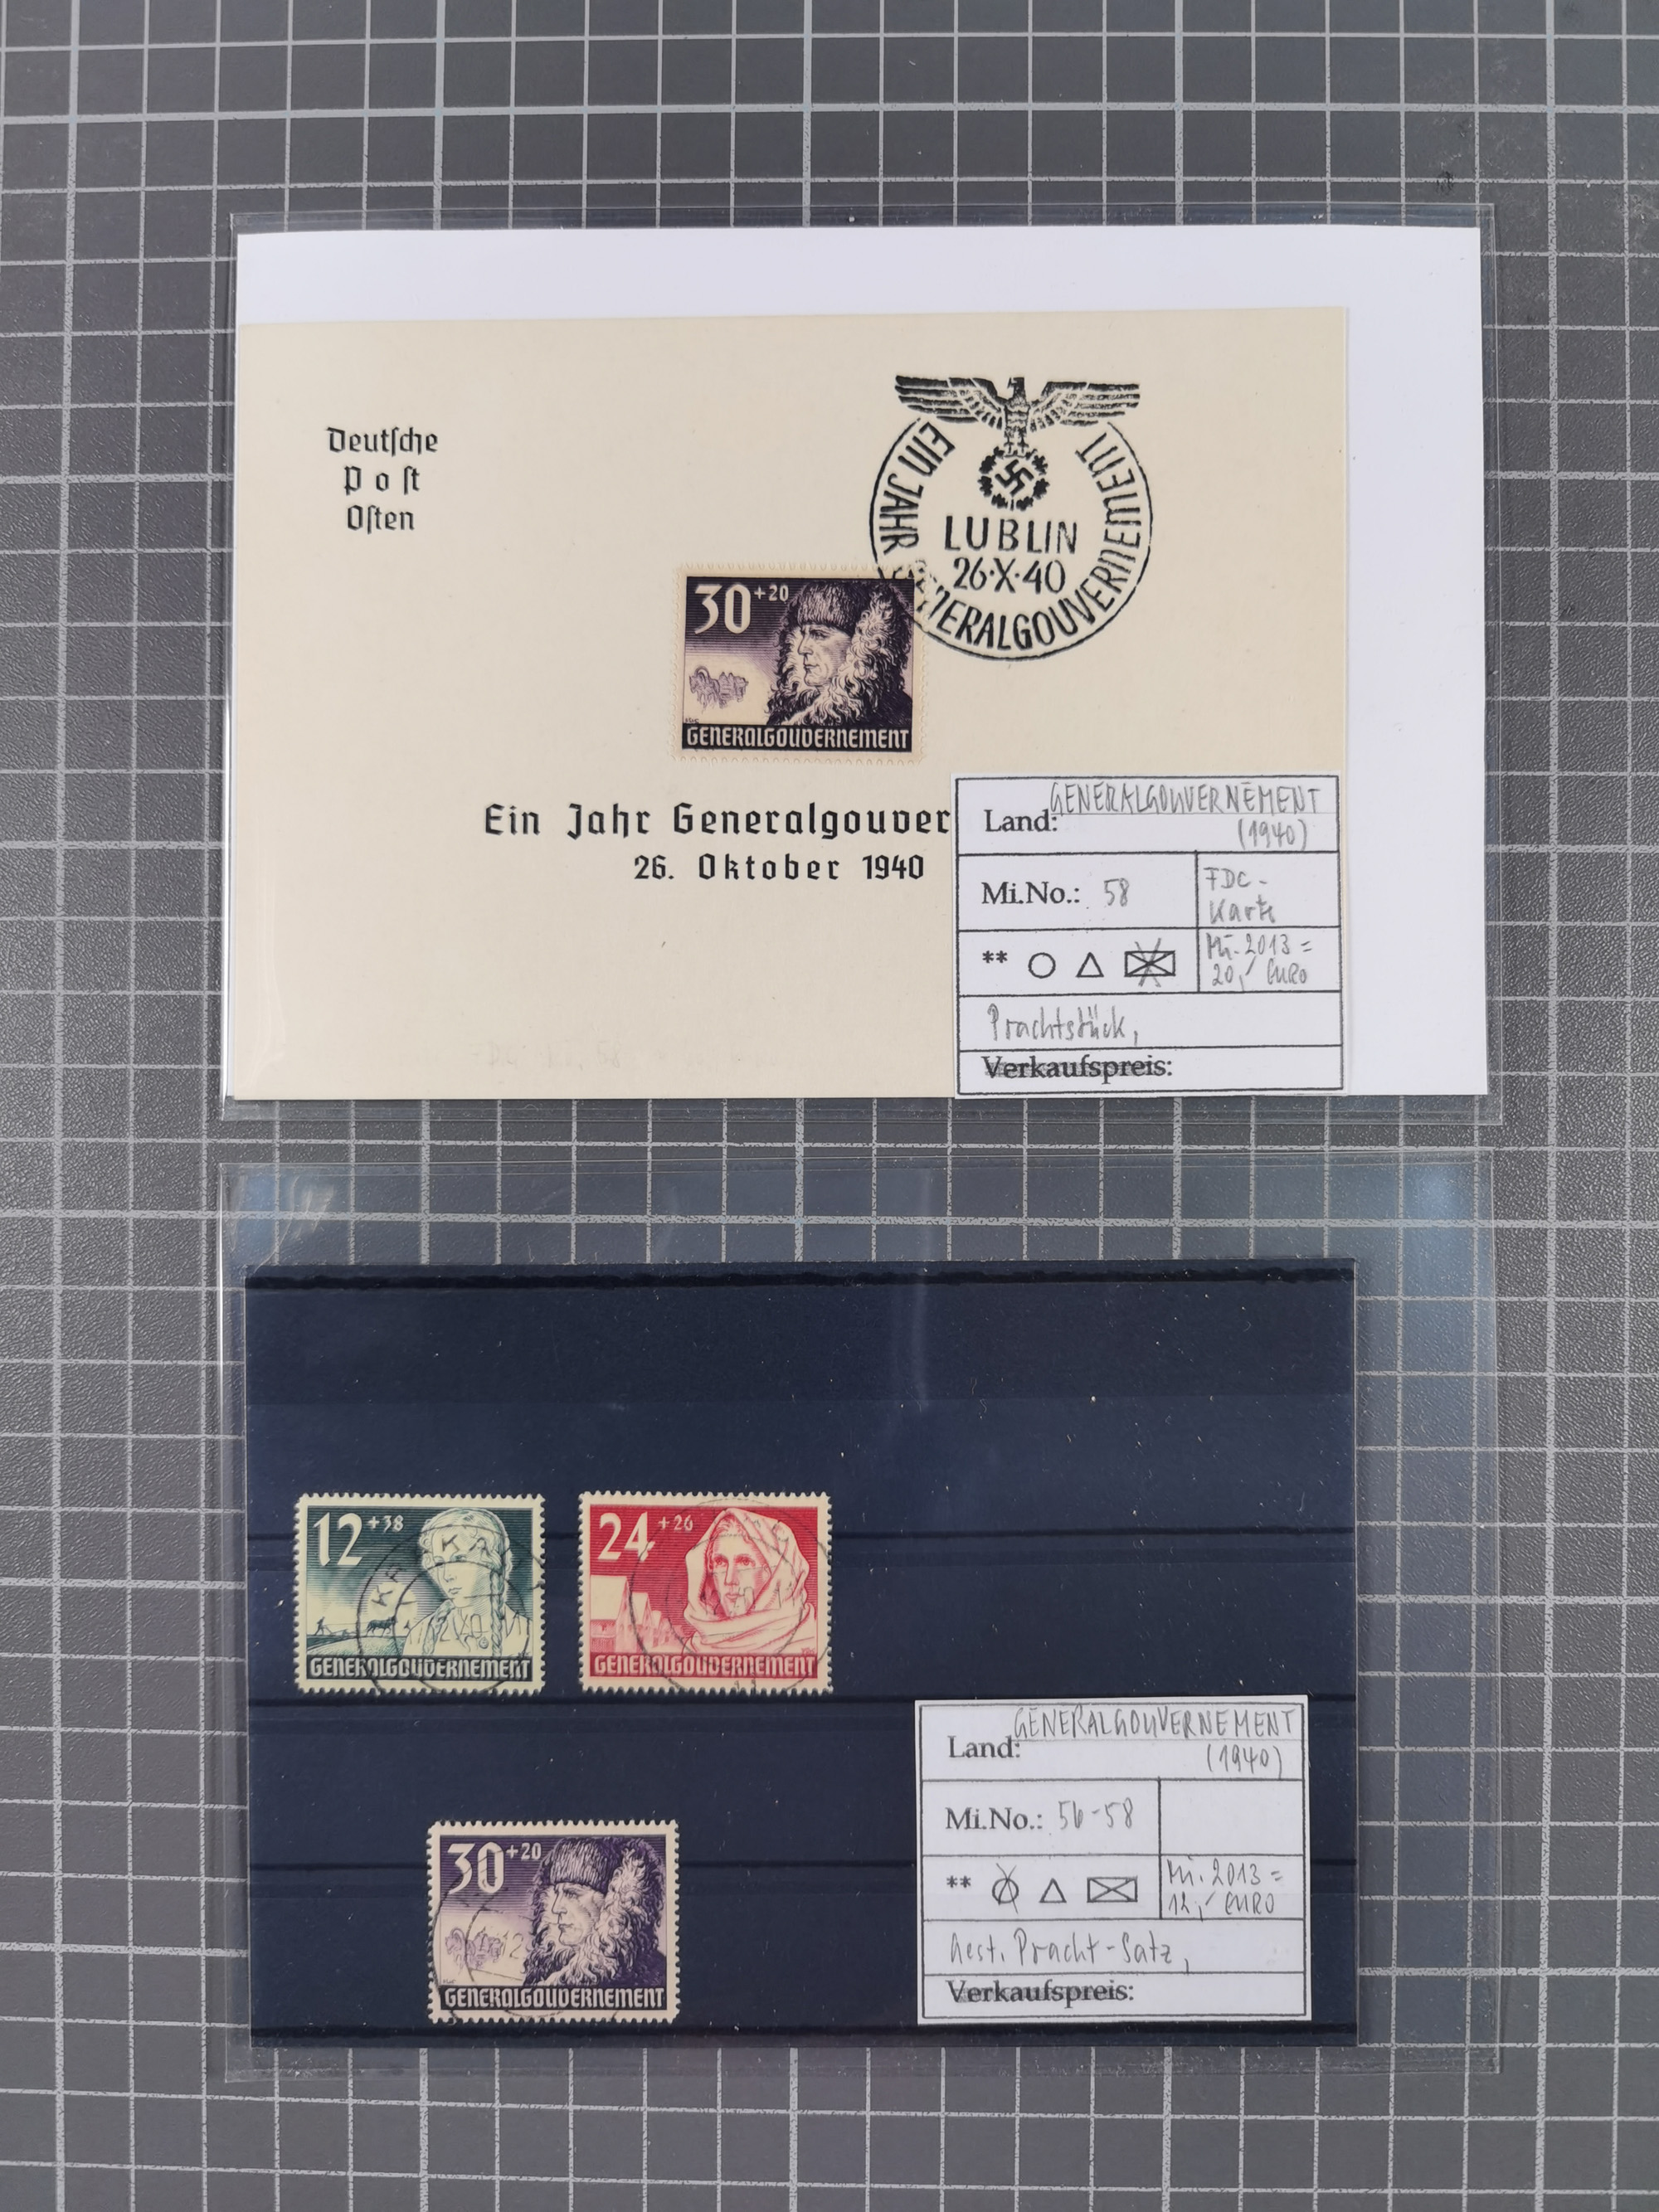 Deutsche
Post
Osten
EIN JAHR GENERALGOUVERNEMENT
LUBLIN
26·X·40
30+20
GENERALGOUVERNEMENT
Ein Jahr Generalgouver
26. Oktober 1940
Land: GENERALGOUVERNEMENT
(1940)
Mi.No.: 58
FDC-
Karte
**
Mi. 2013 =
20,- EURO
Prachtstück,
Verkaufspreis:
12+38
GENERALGOUVERNEMENT
24+26
GENERALGOUVERNEMENT
30+20
GENERALGOUVERNEMENT
Land: GENERALGOUVERNEMENT
(1940)
Mi.No.: 56-58
**
Mi. 2013 =
12,- EURO
gest. Pracht-Satz,
Verkaufspreis: